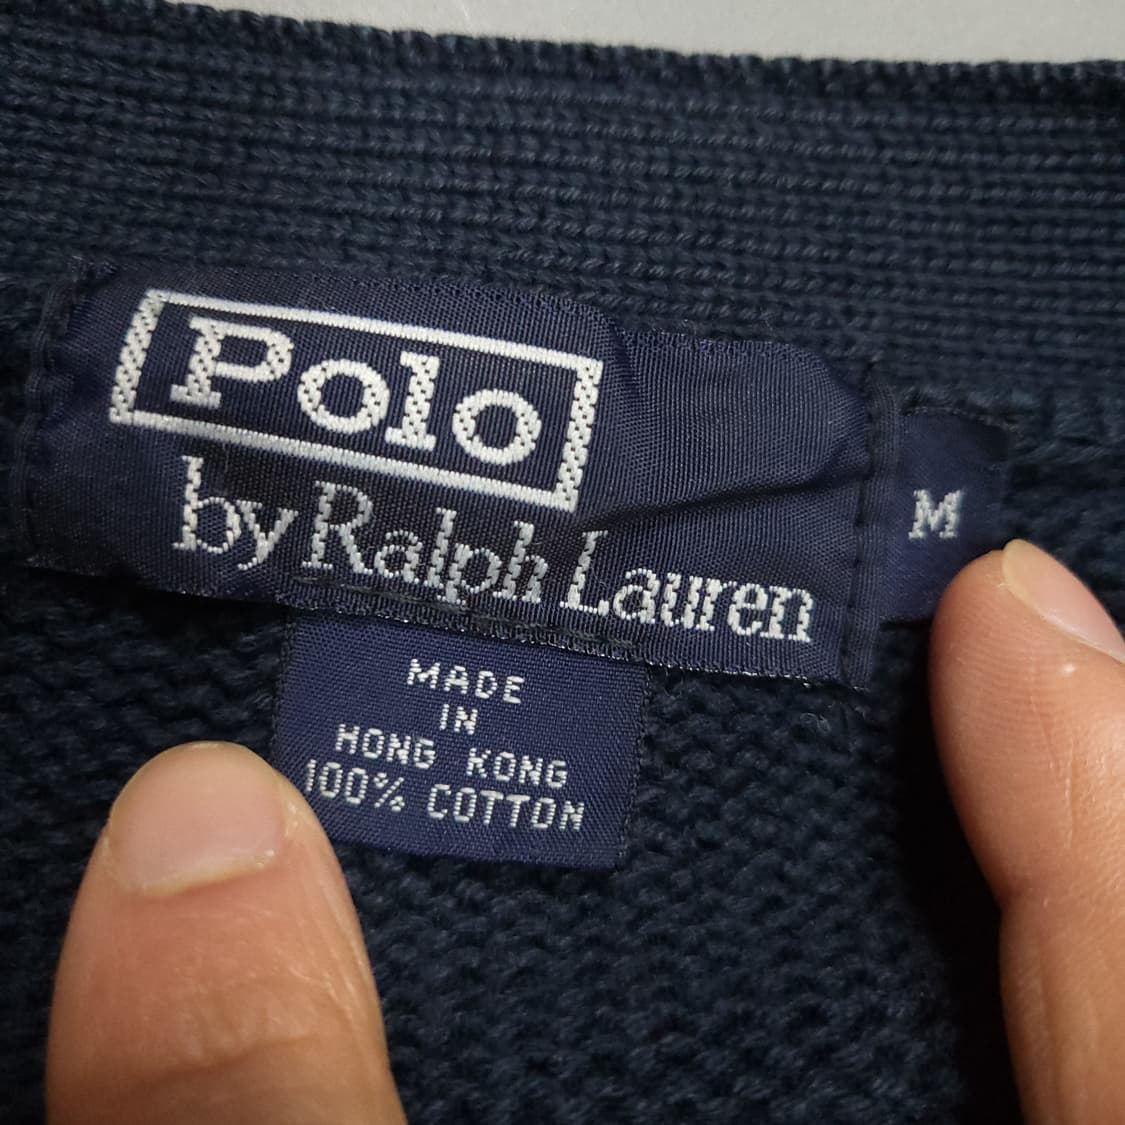 Polo
by Ralph Lauren
M
MADE
IN
HONG KONG
100% COTTON